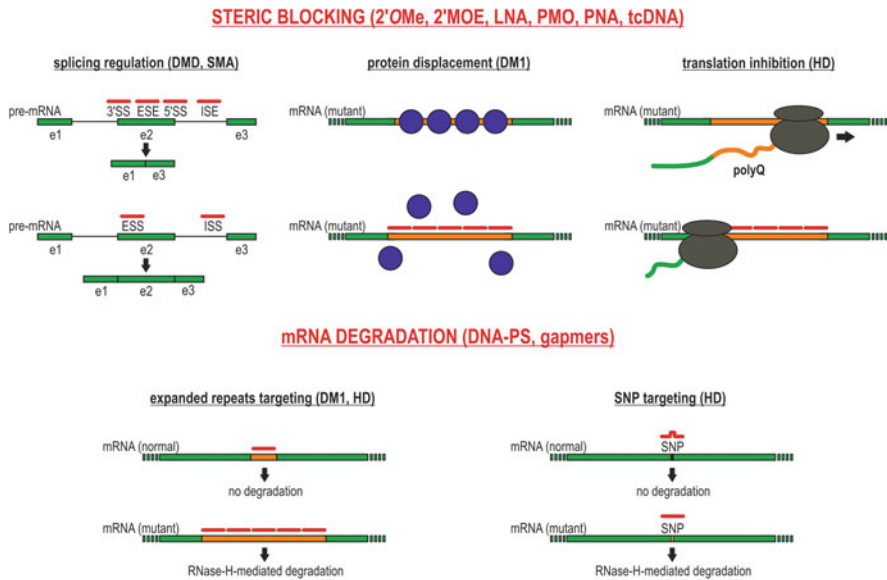 STERIC BLOCKING (2'OMe, 2'MOE, LNA, PMO, PNA, tcDNA)
splicing regulation (DMD, SMA)
3'SS ESE 5'SS ISE
pre-mRNA
e1 e2 e3
e1 e3
ESS ISS
pre-mRNA
e1 e2 e3
e1 e2 e3
protein displacement (DM1)
mRNA (mutant)
mRNA (mutant)
translation inhibition (HD)
mRNA (mutant)
polyQ
mRNA (mutant)
mRNA DEGRADATION (DNA-PS, gapmers)
expanded repeats targeting (DM1, HD)
mRNA (normal)
no degradation
mRNA (mutant)
RNase-H-mediated degradation
SNP targeting (HD)
mRNA (normal)
SNP
no degradation
mRNA (mutant)
SNP
RNase-H-mediated degradation